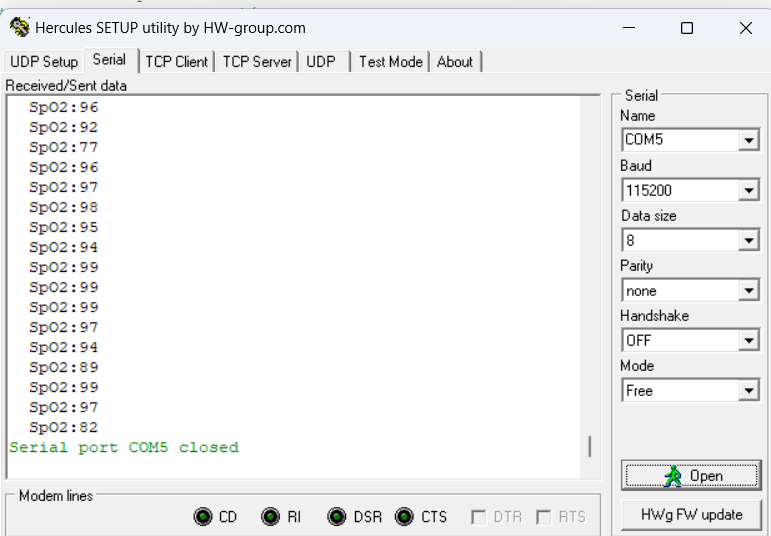 Hercules SETUP utility by HW-group.com
UDP Setup Serial TCP Client TCP Server UDP Test Mode About
Received/Sent data
SpO2:96
SpO2:92
SpO2:77
SpO2:96
SpO2:97
SpO2:98
SpO2:95
SpO2:94
SpO2:99
SpO2:99
SpO2:99
SpO2:97
SpO2:94
SpO2:89
SpO2:99
SpO2:97
SpO2:82
Serial port COM5 closed
Serial
Name
COM5
Baud
115200
Data size
8
Parity
none
Handshake
OFF
Mode
Free
Open
HWg FW update
Modem lines
CD RI DSR CTS DTR RTS